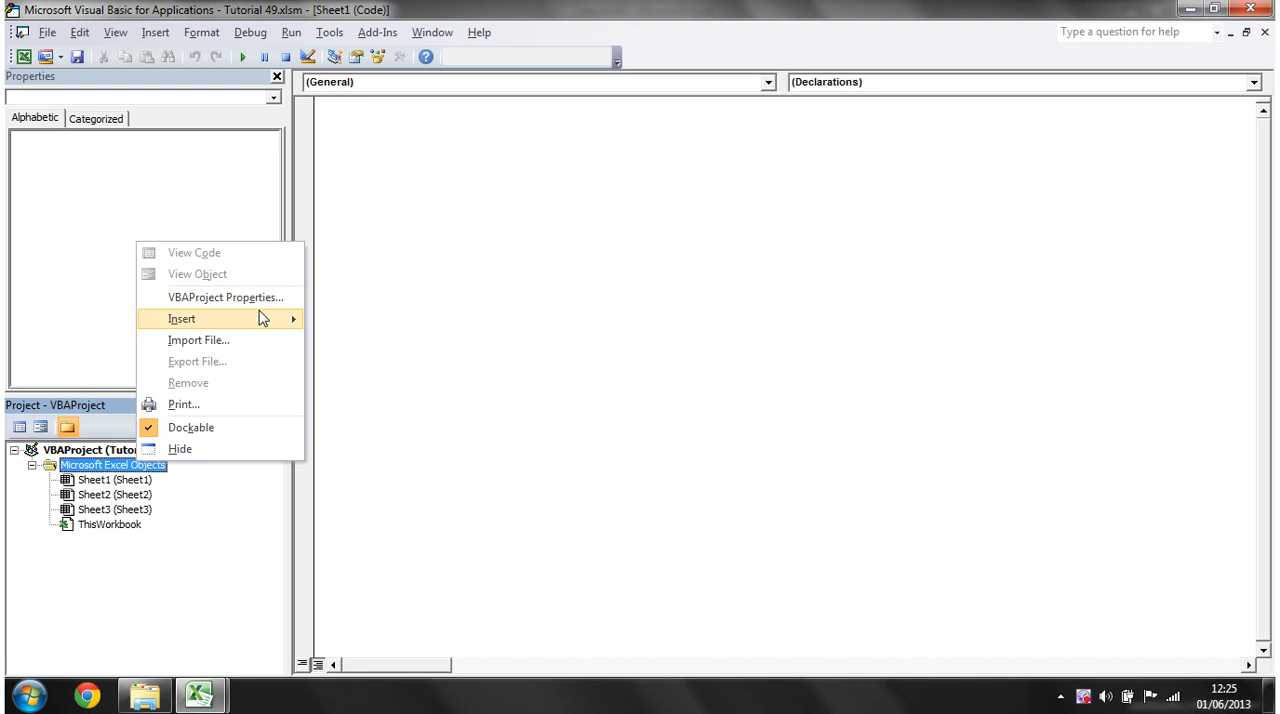 Microsoft Visual Basic for Applications - Tutorial 49.xlsm - [Sheet1 (Code)]
File Edit View Insert Format Debug Run Tools Add-Ins Window Help
Type a question for help
Properties
(General)
(Declarations)
Alphabetic Categorized
View Code
View Object
VBAProject Properties...
Insert
Import File...
Export File...
Remove
Print...
Dockable
Hide
Project - VBAProject
VBAProject (Tuto
Microsoft Excel Objects
Sheet1 (Sheet1)
Sheet2 (Sheet2)
Sheet3 (Sheet3)
ThisWorkbook
12:25
01/06/2013